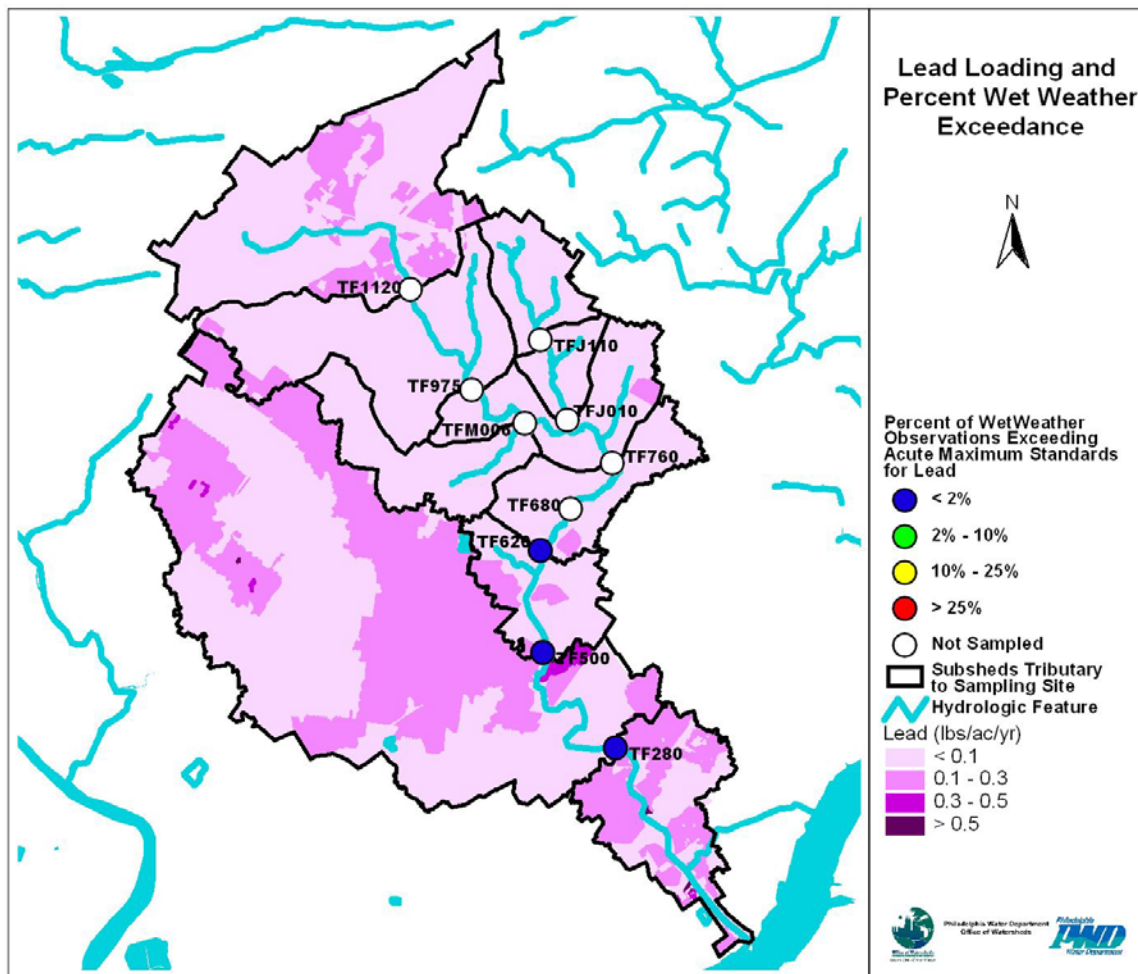 Lead Loading and
Percent Wet Weather
Exceedance
N
TF1120
TFJ110
TF975
TFJ010
TFM006
TF760
TF680
TF620
TF500
TF280
Percent of WetWeather
Observations Exceeding
Acute Maximum Standards
for Lead
< 2%
2% - 10%
10% - 25%
> 25%
Not Sampled
Subsheds Tributary
to Sampling Site
Hydrologic Feature
Lead (lbs/ac/yr)
< 0.1
0.1 - 0.3
0.3 - 0.5
> 0.5
Philadelphia Water Department
Office of Watersheds
Philadelphia
PWD
Water Department